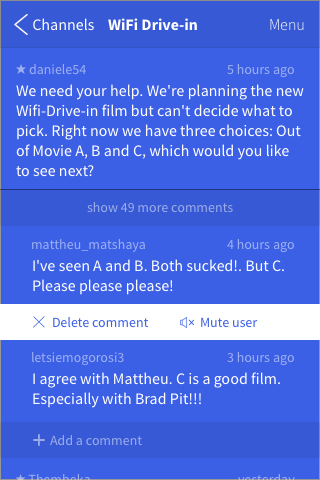 Channels WiFi Drive-in Menu
daniele54 5 hours ago
We need your help. We're planning the new
Wifi-Drive-in film but can't decide what to
pick. Right now we have three choices: Out
of Movie A, B and C, which would you like
to see next?
show 49 more comments
mattheu_matshaya 4 hours ago
I've seen A and B. Both sucked!. But C.
Please please please!
Delete comment Mute user
letsiemogorosi3 3 hours ago
I agree with Mattheu. C is a good film.
Especially with Brad Pit!!!
Add a comment
Thembeka yesterday